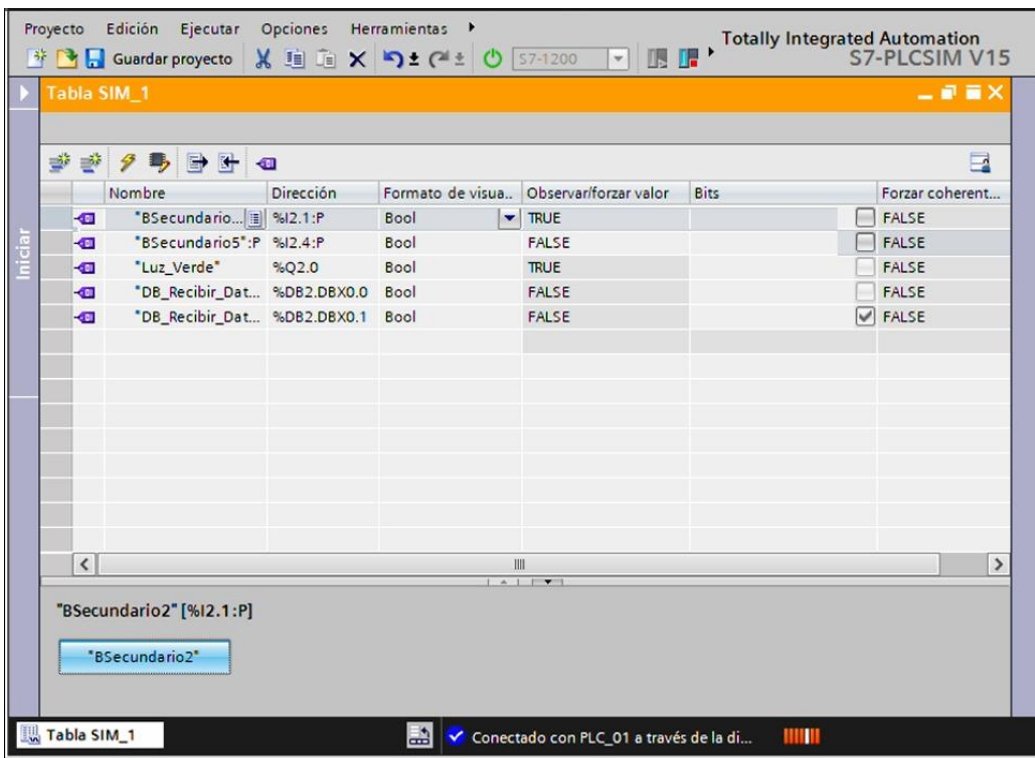 Proyecto Edición Ejecutar Opciones Herramientas
Totally Integrated Automation
S7-PLCSIM V15
Guardar proyecto S7-1200
Tabla SIM_1
Iniciar
Nombre Dirección Formato de visua.. Observar/forzar valor Bits Forzar coherent...
"BSecundario... %I2.1:P Bool TRUE FALSE
"BSecundario5":P %I2.4:P Bool FALSE FALSE
"Luz_Verde" %Q2.0 Bool TRUE FALSE
"DB_Recibir_Dat... %DB2.DBX0.0 Bool FALSE FALSE
"DB_Recibir_Dat... %DB2.DBX0.1 Bool FALSE FALSE
"BSecundario2" [%I2.1:P]
"BSecundario2"
Tabla SIM_1 Conectado con PLC_01 a través de la di...